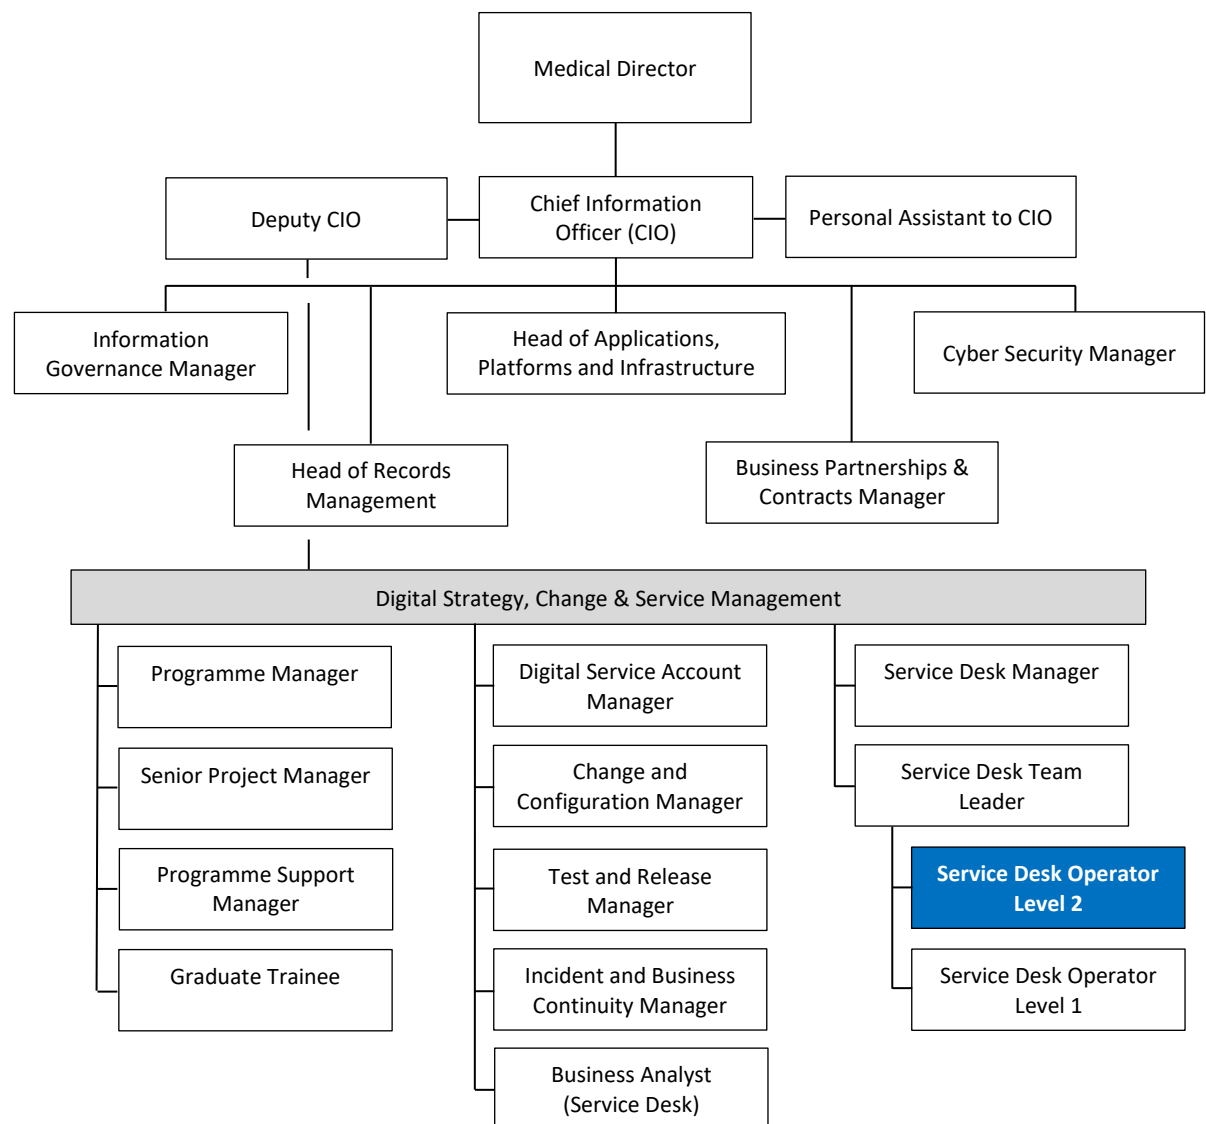 Medical Director
Deputy CIO
Chief Information
Officer (CIO)
Personal Assistant to CIO
Information
Governance Manager
Head of Applications,
Platforms and Infrastructure
Cyber Security Manager
Head of Records
Management
Business Partnerships &
Contracts Manager
Digital Strategy, Change & Service Management
Programme Manager
Senior Project Manager
Programme Support
Manager
Graduate Trainee
Digital Service Account
Manager
Change and
Configuration Manager
Test and Release
Manager
Incident and Business
Continuity Manager
Business Analyst
(Service Desk)
Service Desk Manager
Service Desk Team
Leader
Service Desk Operator
Level 2
Service Desk Operator
Level 1